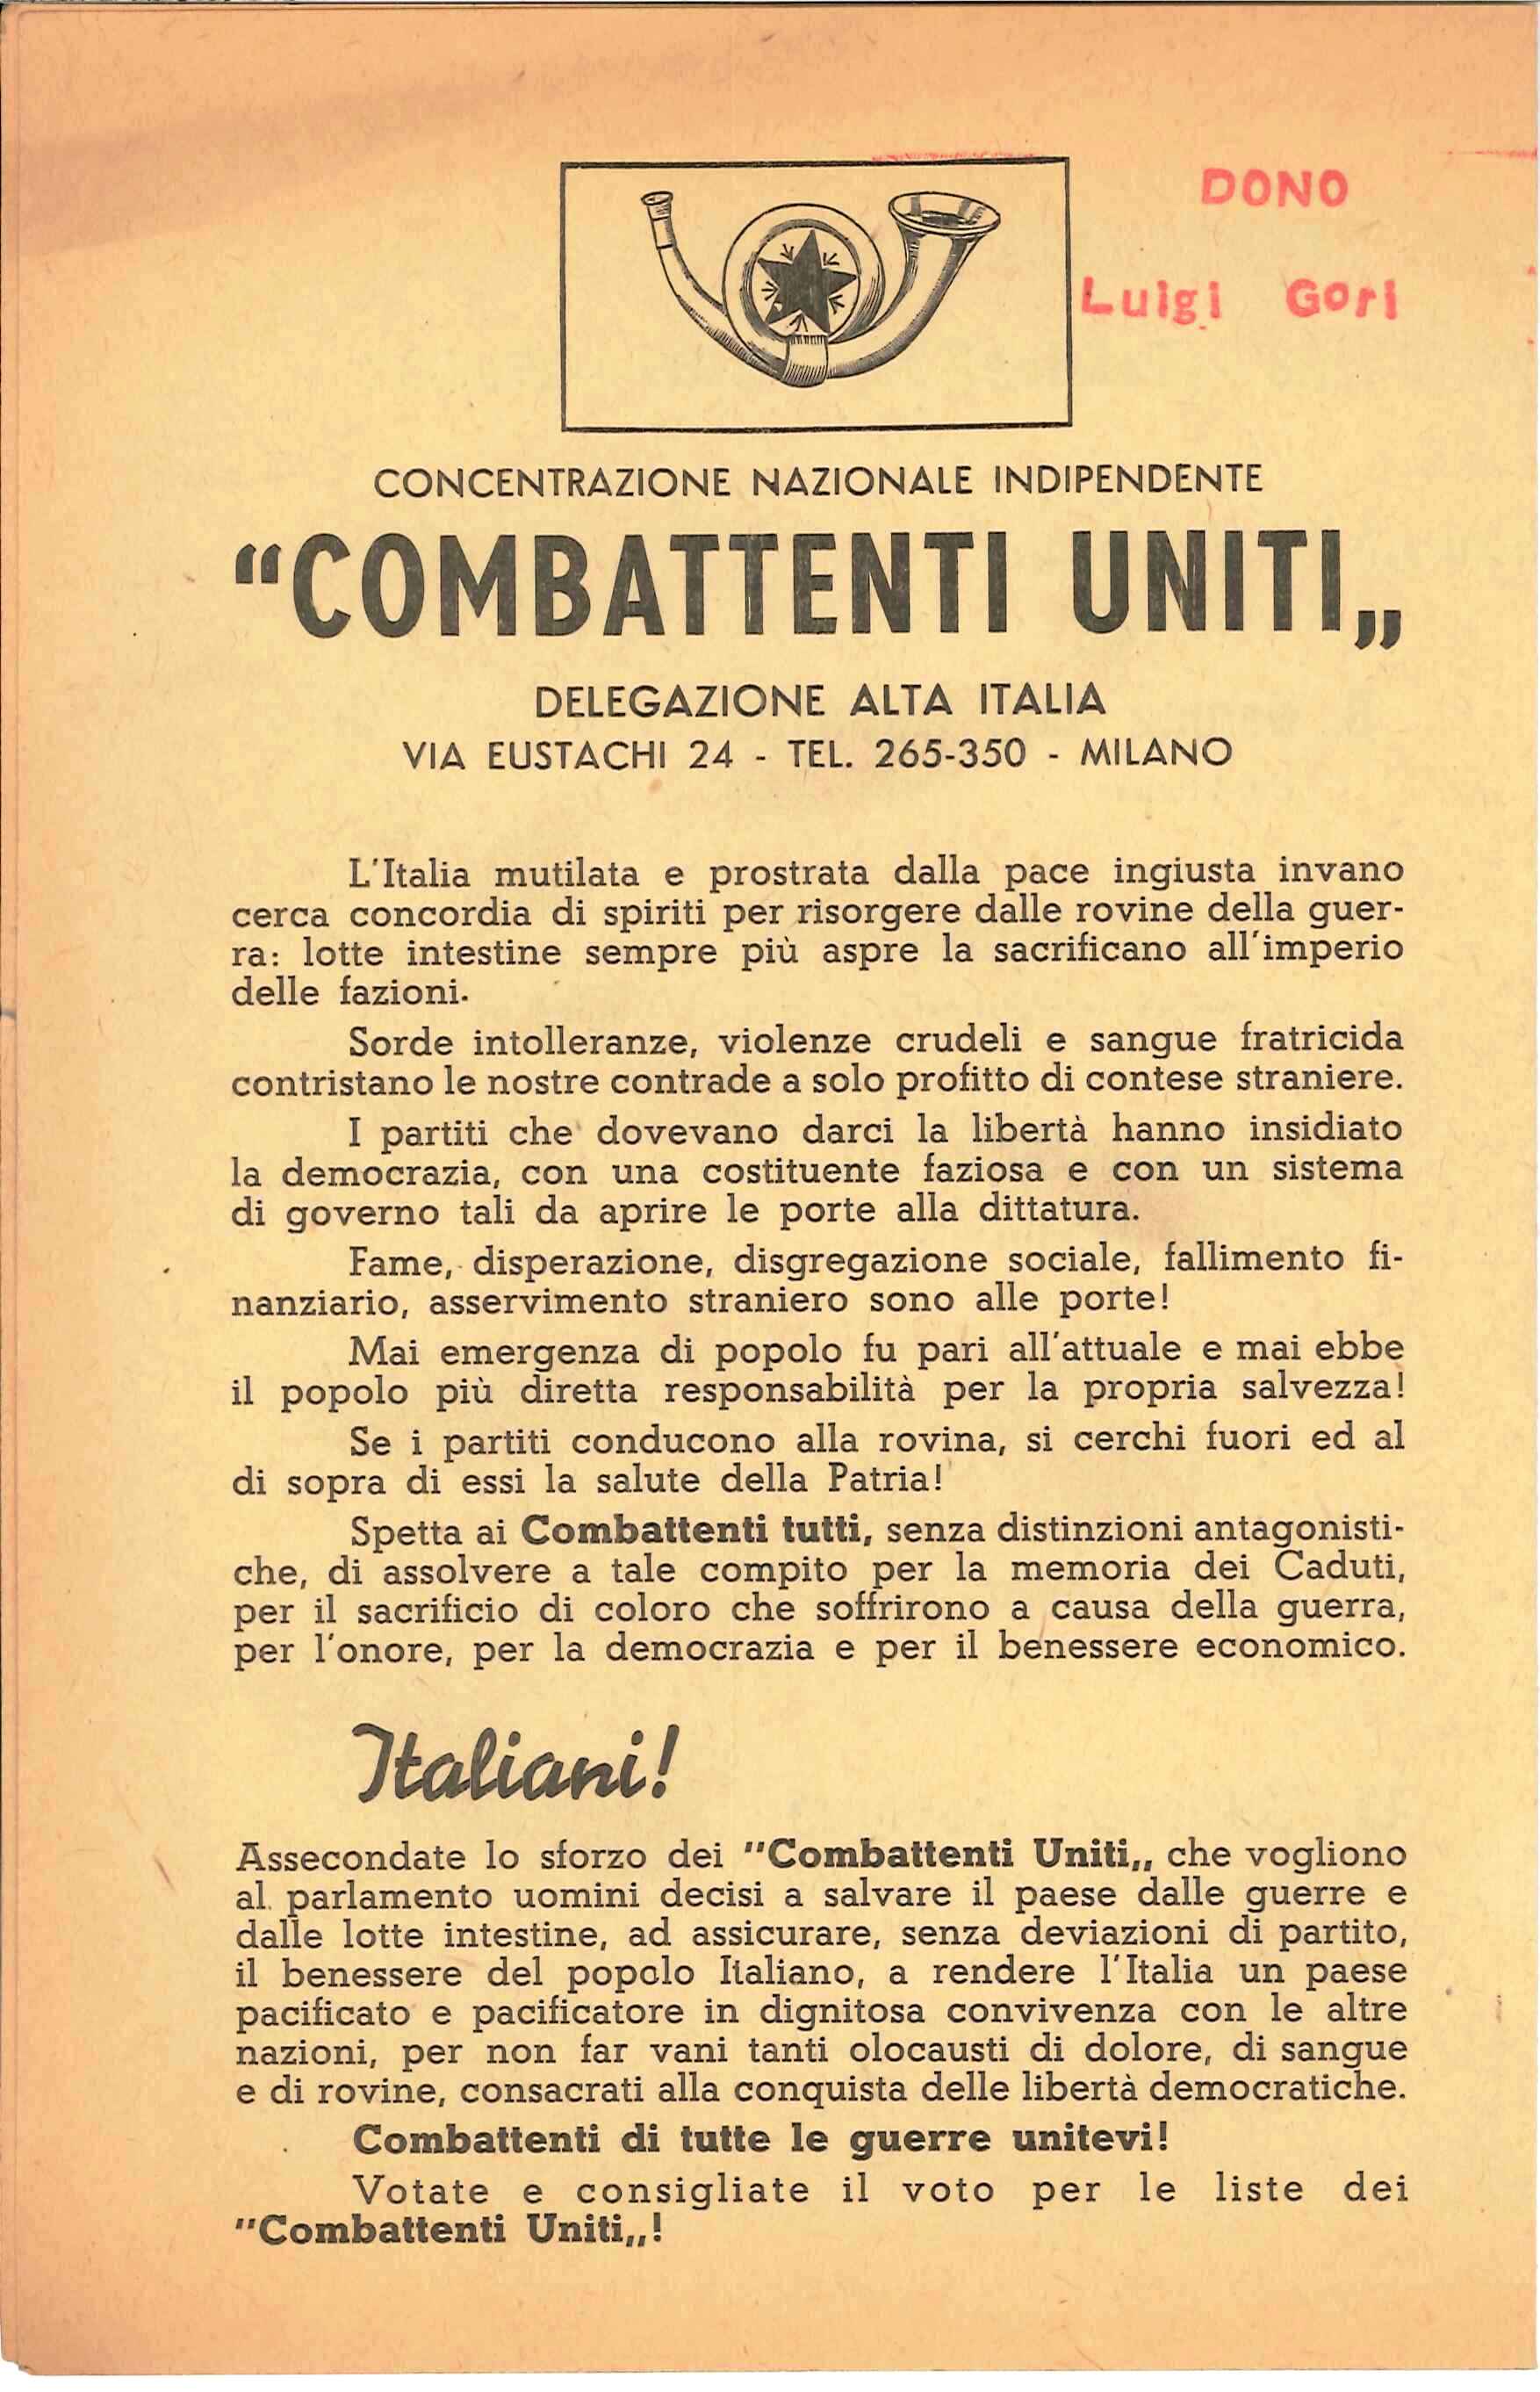 DONO
Luigi Gori
CONCENTRAZIONE NAZIONALE INDIPENDENTE
“COMBATTENTI UNITI„
DELEGAZIONE ALTA ITALIA
VIA EUSTACHI 24 - TEL. 265-350 - MILANO
L'Italia mutilata e prostrata dalla pace ingiusta invano
cerca concordia di spiriti per risorgere dalle rovine della guer-
ra: lotte intestine sempre più aspre la sacrificano all'imperio
delle fazioni.
Sorde intolleranze, violenze crudeli e sangue fratricida
contristano le nostre contrade a solo profitto di contese straniere.
I partiti che dovevano darci la libertà hanno insidiato
la democrazia, con una costituente faziosa e con un sistema
di governo tali da aprire le porte alla dittatura.
Fame, disperazione, disgregazione sociale, fallimento fi-
nanziario, asservimento straniero sono alle porte!
Mai emergenza di popolo fu pari all'attuale e mai ebbe
il popolo più diretta responsabilità per la propria salvezza!
Se i partiti conducono alla rovina, si cerchi fuori ed al
di sopra di essi la salute della Patria!
Spetta ai Combattenti tutti, senza distinzioni antagonisti-
che, di assolvere a tale compito per la memoria dei Caduti,
per il sacrificio di coloro che soffrirono a causa della guerra,
per l'onore, per la democrazia e per il benessere economico.
Italiani!
Assecondate lo sforzo dei "Combattenti Uniti„ che vogliono
al parlamento uomini decisi a salvare il paese dalle guerre e
dalle lotte intestine, ad assicurare, senza deviazioni di partito,
il benessere del popolo Italiano, a rendere l'Italia un paese
pacificato e pacificatore in dignitosa convivenza con le altre
nazioni, per non far vani tanti olocausti di dolore, di sangue
e di rovine, consacrati alla conquista delle libertà democratiche.
Combattenti di tutte le guerre unitevi!
Votate e consigliate il voto per le liste dei
"Combattenti Uniti„!